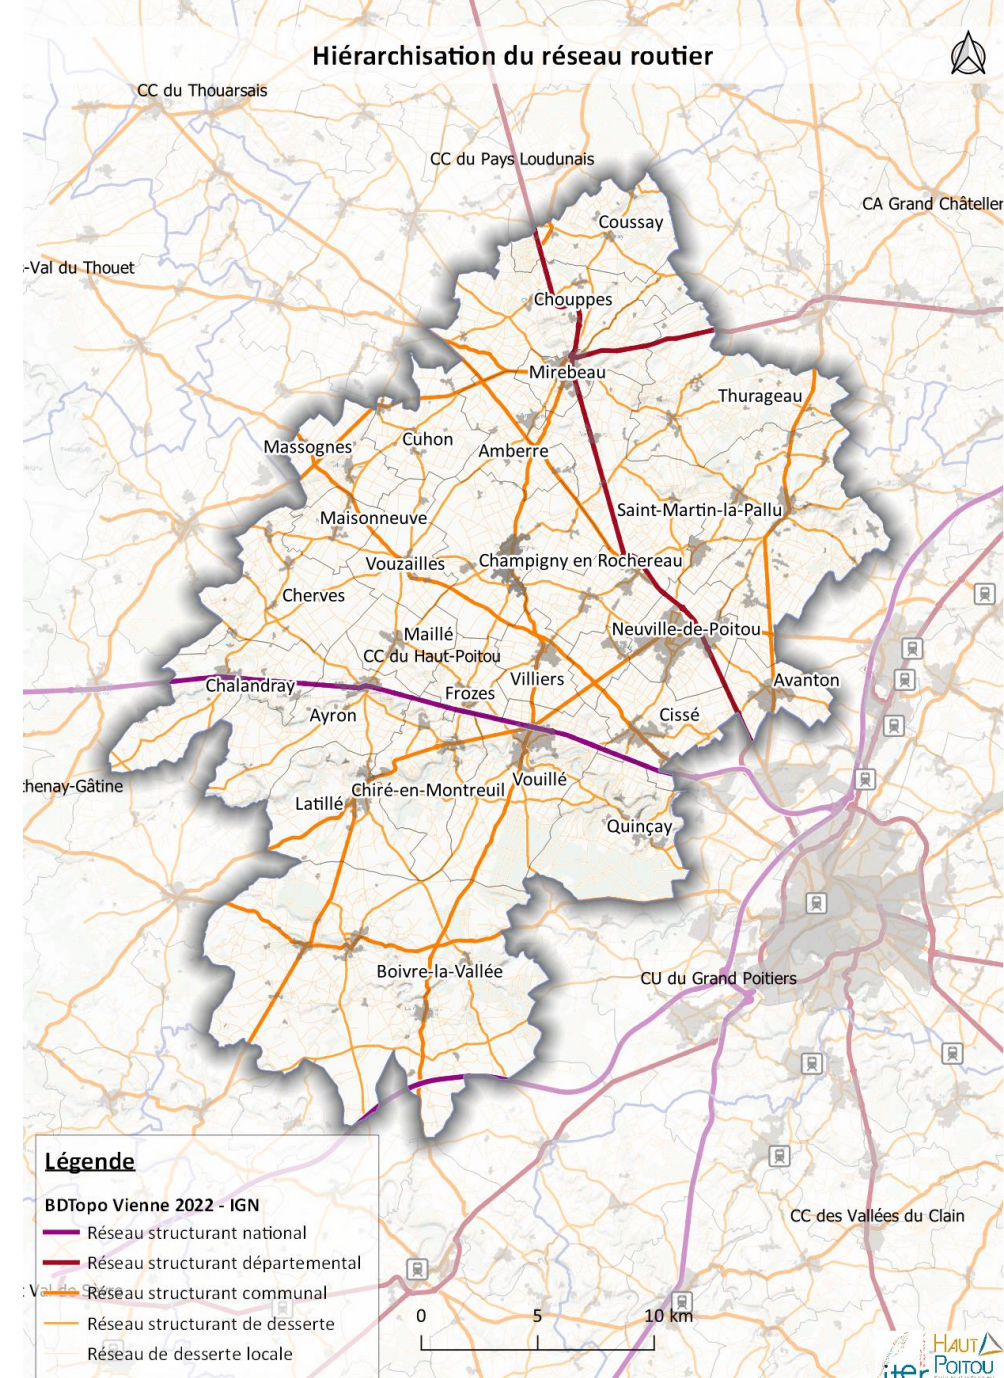 Hiérarchisation du réseau routier
CC du Thouarsais
CC du Pays Loudunais
CA Grand Châteller
Coussay
-Val du Thouet
Chouppes
Mirebeau
Thurageau
Massognes
Cuhon
Amberre
Saint-Martin-la-Pallu
Maisonneuve
Vouzailles
Champigny en Rochereau
Cherves
Maillé
Neuville-de-Poitou
CC du Haut-Poitou
Chalandray
Villiers
Avanton
Frozes
Ayron
Cissé
henay-Gâtine
Vouillé
Chiré-en-Montreuil
Latillé
Quinçay
Boivre-la-Vallée
CU du Grand Poitiers
CC des Vallées du Clain
Légende
BDTopo Vienne 2022 - IGN
Réseau structurant national
Réseau structurant départemental
Réseau structurant communal
Réseau structurant de desserte
Réseau de desserte locale
0 5 10 km
iter
HAUT
POITOU